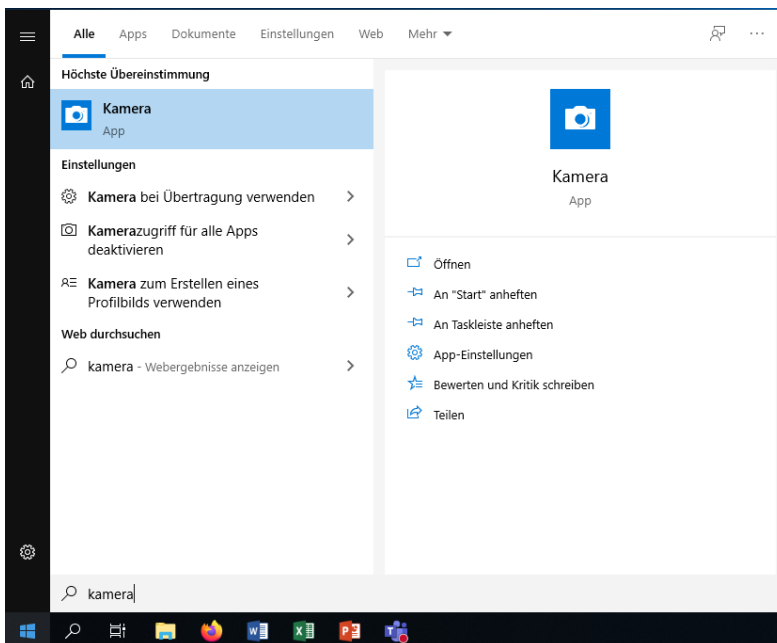 Alle Apps Dokumente Einstellungen Web Mehr
Höchste Übereinstimmung
Kamera
App
Einstellungen
Kamera bei Übertragung verwenden
Kamerazugriff für alle Apps
deaktivieren
Kamera zum Erstellen eines
Profilbilds verwenden
Web durchsuchen
kamera - Webergebnisse anzeigen
Kamera
App
Öffnen
An "Start" anheften
An Taskleiste anheften
App-Einstellungen
Bewerten und Kritik schreiben
Teilen
kamera